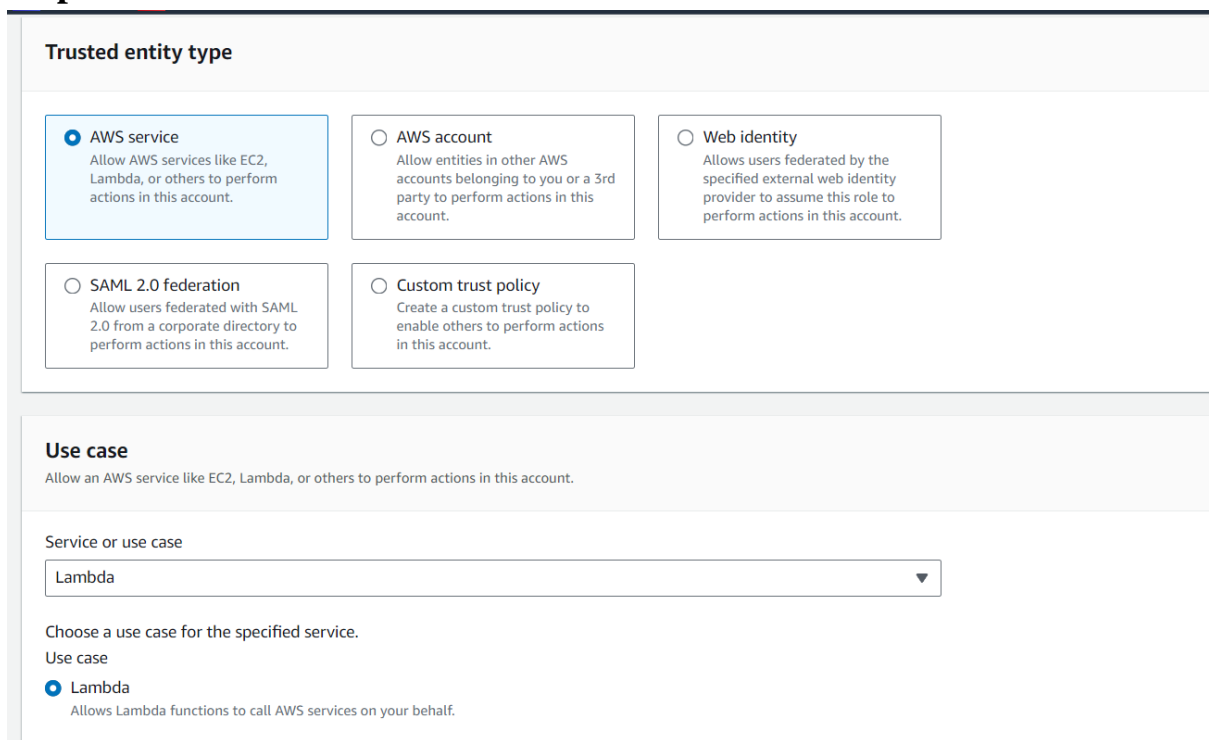 Trusted entity type
AWS service
Allow AWS services like EC2,
Lambda, or others to perform
actions in this account.
AWS account
Allow entities in other AWS
accounts belonging to you or a 3rd
party to perform actions in this
account.
Web identity
Allows users federated by the
specified external web identity
provider to assume this role to
perform actions in this account.
SAML 2.0 federation
Allow users federated with SAML
2.0 from a corporate directory to
perform actions in this account.
Custom trust policy
Create a custom trust policy to
enable others to perform actions
in this account.
Use case
Allow an AWS service like EC2, Lambda, or others to perform actions in this account.
Service or use case
Lambda
Choose a use case for the specified service.
Use case
Lambda
Allows Lambda functions to call AWS services on your behalf.